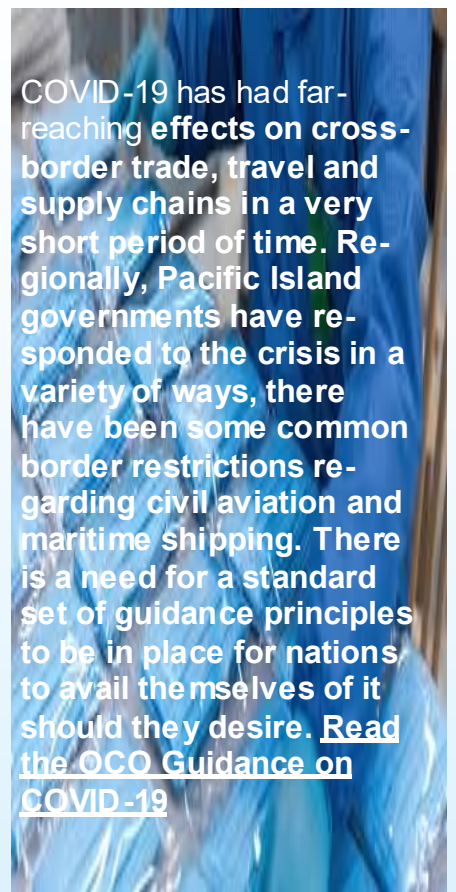 COVID-19 has had far-
reaching effects on cross-
border trade, travel and
supply chains in a very
short period of time. Re-
gionally, Pacific Island
governments have re-
sponded to the crisis in a
variety of ways, there
have been some common
border restrictions re-
garding civil aviation and
maritime shipping. There
is a need for a standard
set of guidance principles
to be in place for nations
to avail themselves of it
should they desire. Read
the OCO Guidance on
COVID-19